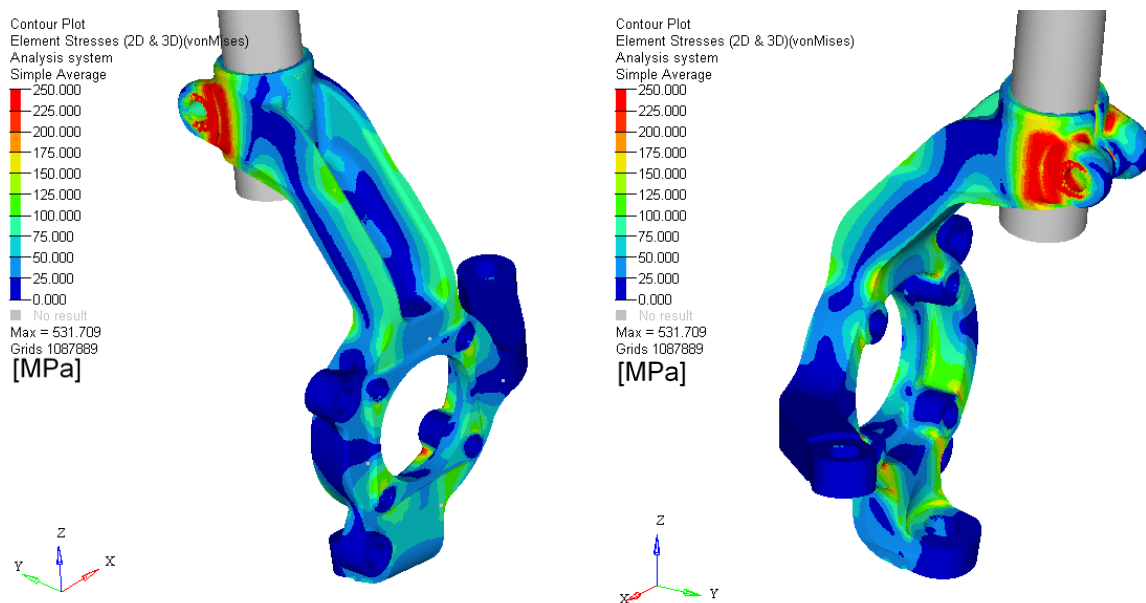 Contour Plot
Element Stresses (2D & 3D)(vonMises)
Analysis system
Simple Average
250.000
225.000
200.000
175.000
150.000
125.000
100.000
75.000
50.000
25.000
0.000
No result
Max = 531.709
Grids 1087889
[MPa]
Z
Y
X
Contour Plot
Element Stresses (2D & 3D)(vonMises)
Analysis system
Simple Average
250.000
225.000
200.000
175.000
150.000
125.000
100.000
75.000
50.000
25.000
0.000
No result
Max = 531.709
Grids 1087889
[MPa]
Z
X
Y